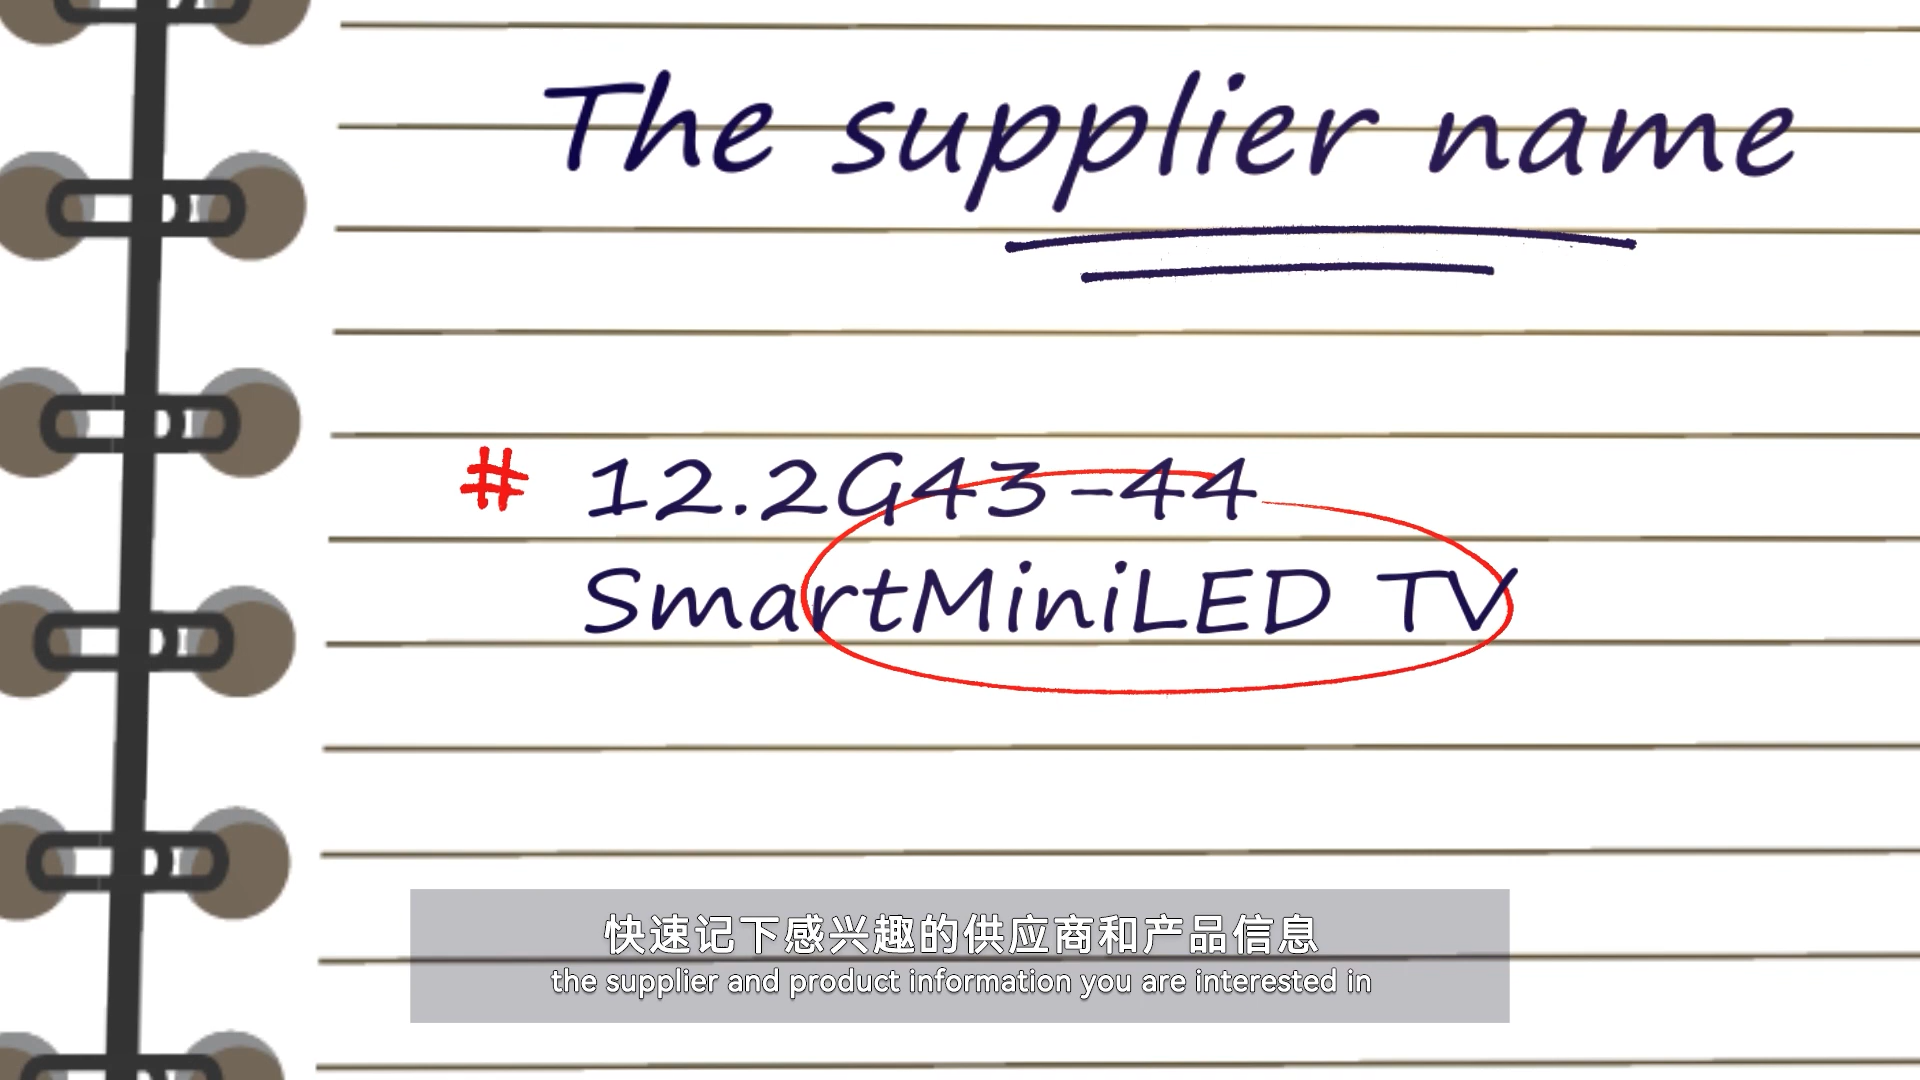 The supplier name
# 12.2G43-44
SmartMiniLED TV
快速记下感兴趣的供应商和产品信息
the supplier and product information you are interested in